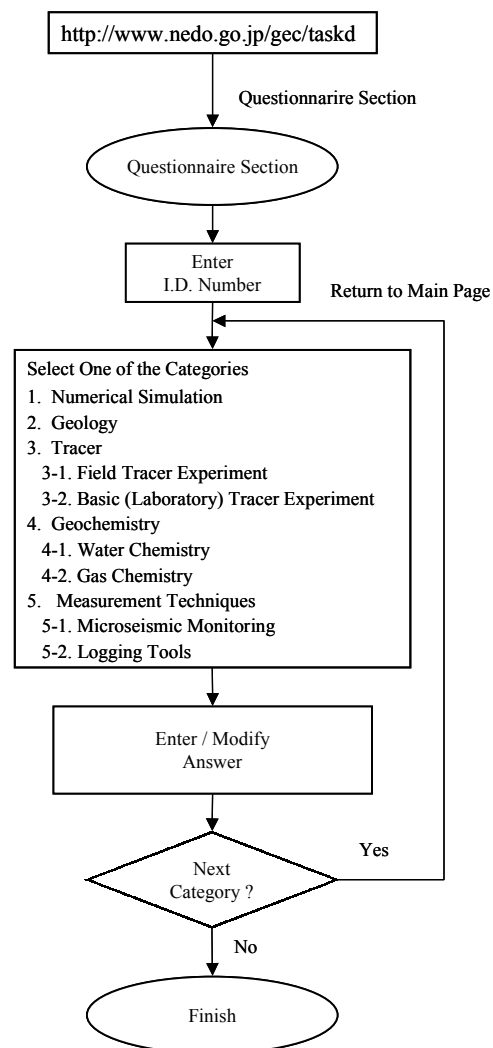 http://www.nedo.go.jp/gec/taskd
Questionnarire Section
Questionnaire Section
Enter
I.D. Number
Return to Main Page
Select One of the Categories
1. Numerical Simulation
2. Geology
3. Tracer
3-1. Field Tracer Experiment
3-2. Basic (Laboratory) Tracer Experiment
4. Geochemistry
4-1. Water Chemistry
4-2. Gas Chemistry
5. Measurement Techniques
5-1. Microseismic Monitoring
5-2. Logging Tools
Enter / Modify
Answer
Next
Category ?
Yes
No
Finish